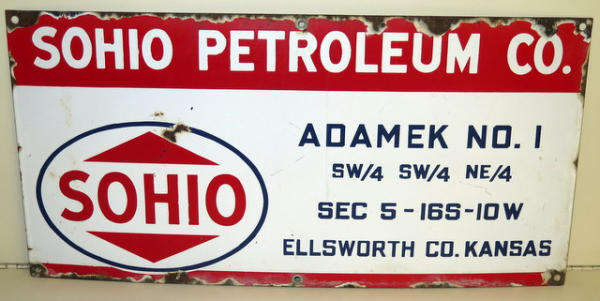 SOHIO PETROLEUM CO.
SOHIO
ADAMEK NO. 1
SW/4 SW/4 NE/4
SEC 5-16S-10W
ELLSWORTH CO. KANSAS